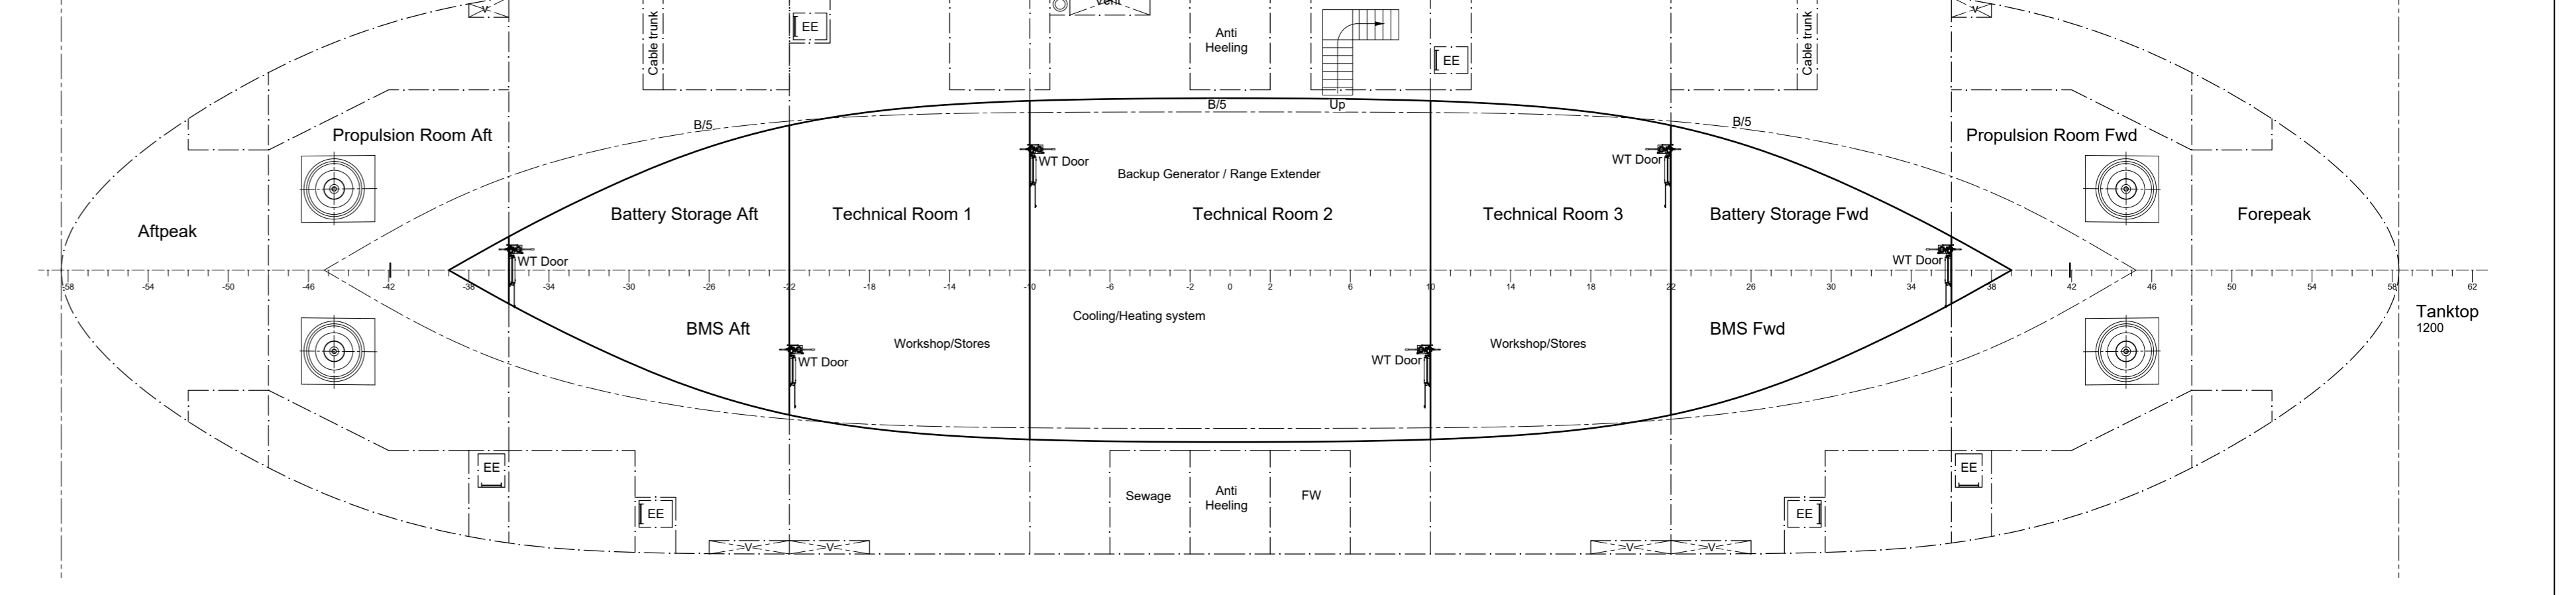 V
Vent
V
EE
Cable trunk
Anti
Heeling
EE
Cable trunk
B/5
Up
B/5
B/5
Propulsion Room Aft
Propulsion Room Fwd
WT Door
WT Door
Backup Generator / Range Extender
Battery Storage Aft
Technical Room 1
Technical Room 2
Technical Room 3
Battery Storage Fwd
Aftpeak
Forepeak
WT Door
WT Door
-58 -54 -50 -46 -42 -38 -34 -30 -26 -22 -18 -14 -10 -6 -2 0 2 6 10 14 18 22 26 30 34 38 42 46 50 54 58 62
Tanktop
1200
Cooling/Heating system
BMS Aft
BMS Fwd
Workshop/Stores
Workshop/Stores
WT Door
WT Door
EE
EE
Sewage
Anti
Heeling
FW
EE
EE
V
V
V
V